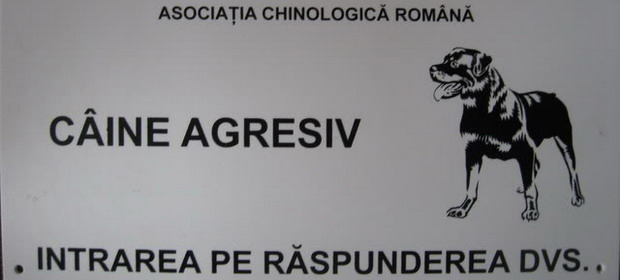 ASOCIAȚIA CHINOLOGICĂ ROMÂNĂ
CÂINE AGRESIV
INTRAREA PE RĂSPUNDEREA DVS.